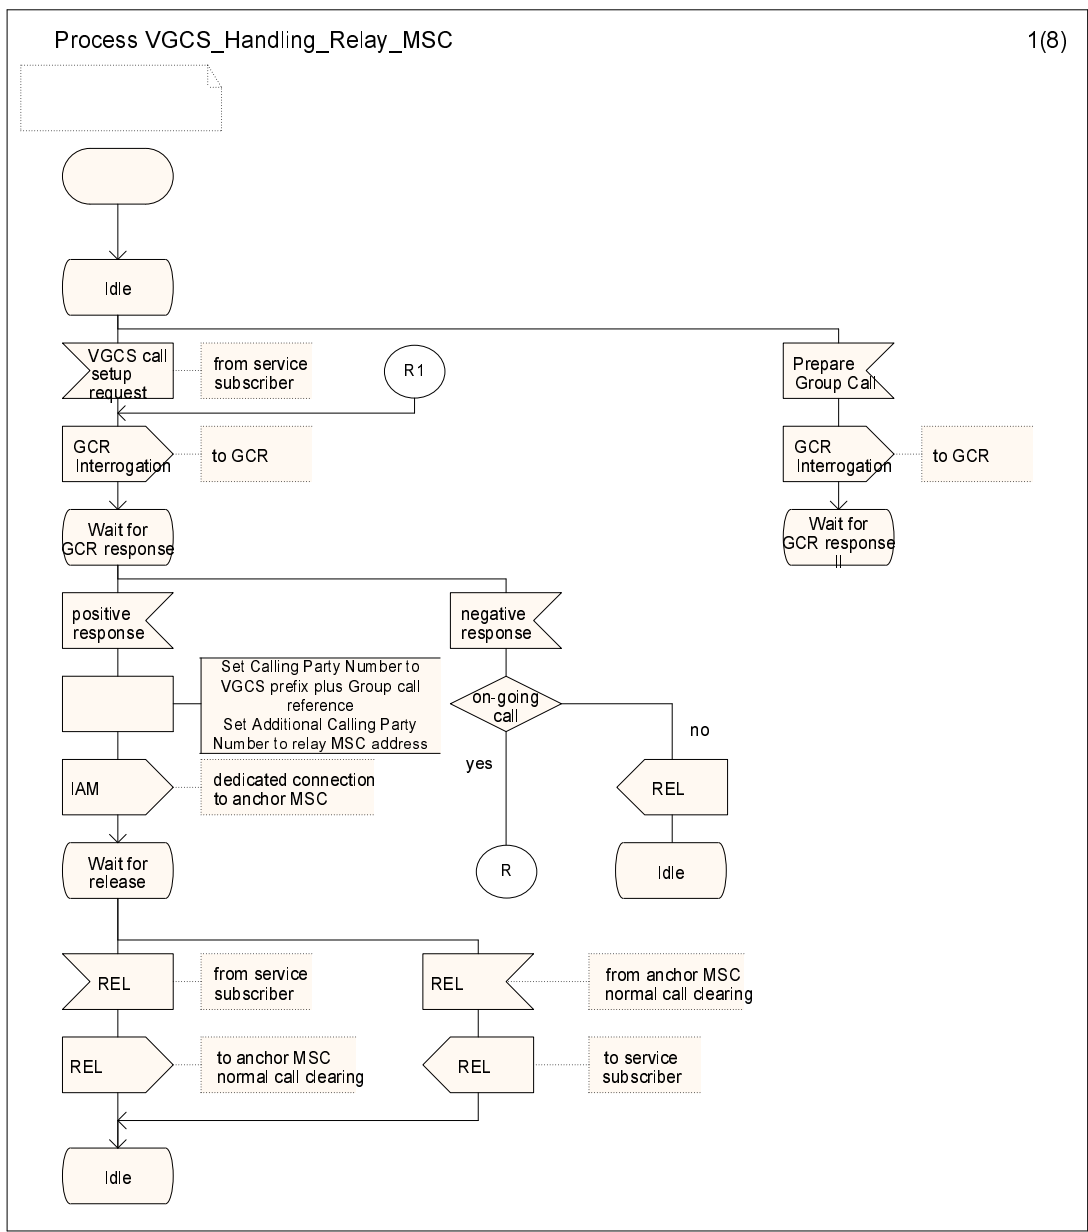 Process VGCS_Handling_Relay_MSC
1(8)
Idle
VGCS call
setup
request
from service
subscriber
R1
Prepare
Group Call
GCR
Interrogation
to GCR
GCR
Interrogation
to GCR
Wait for
GCR response
Wait for
GCR response
II
positive
response
negative
response
Set Calling Party Number to
VGCS prefix plus Group call
reference
Set Additional Calling Party
Number to relay MSC address
on-going
call
no
yes
IAM
dedicated connection
to anchor MSC
REL
Wait for
release
R
Idle
REL
from service
subscriber
REL
from anchor MSC
normal call clearing
REL
to anchor MSC
normal call clearing
REL
to service
subscriber
Idle